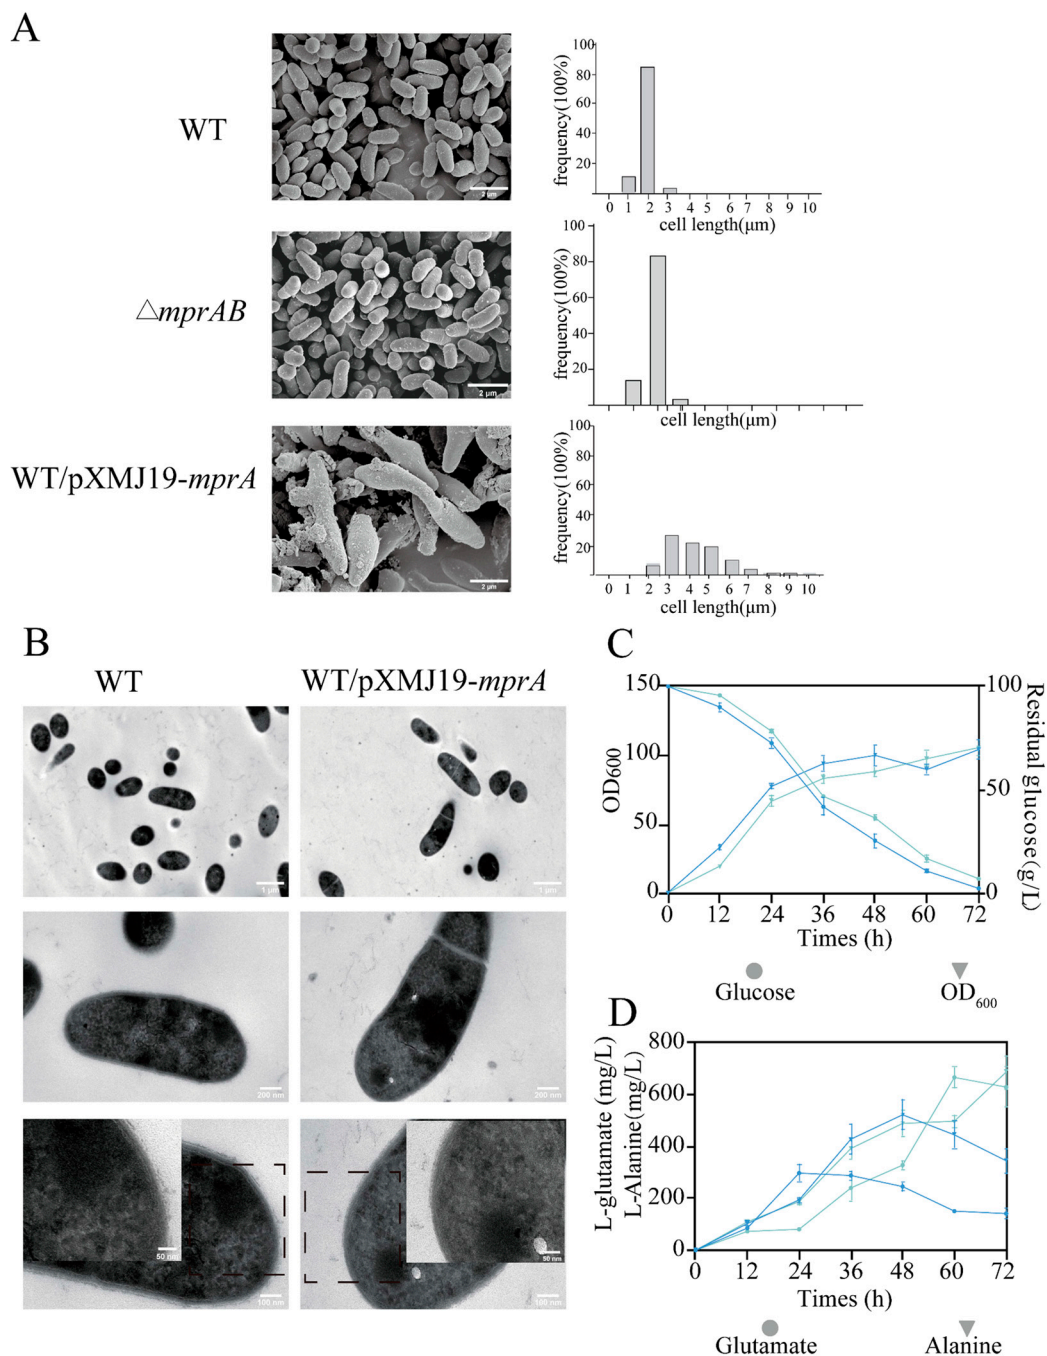 A
WT
2 μm
frequency(100%)
100
80
60
40
20
0 1 2 3 4 5 6 7 8 9 10
cell length(μm)
△mprAB
2 μm
frequency(100%)
100
80
60
40
20
cell length(μm)
WT/pXMJ19-mprA
2 μm
frequency(100%)
100
80
60
40
20
0 1 2 3 4 5 6 7 8 9 10
cell length(μm)
B
WT
WT/pXMJ19-mprA
1 μm
1 μm
200 nm
200 nm
50 nm
100 nm
50 nm
100 nm
C
OD600
150
100
50
0
Residual glucose(g/L)
100
50
0
0 12 24 36 48 60 72
Times (h)
Glucose
OD600
D
L-glutamate (mg/L)
L-Alanine(mg/L)
800
600
400
200
0
0 12 24 36 48 60 72
Times (h)
Glutamate
Alanine